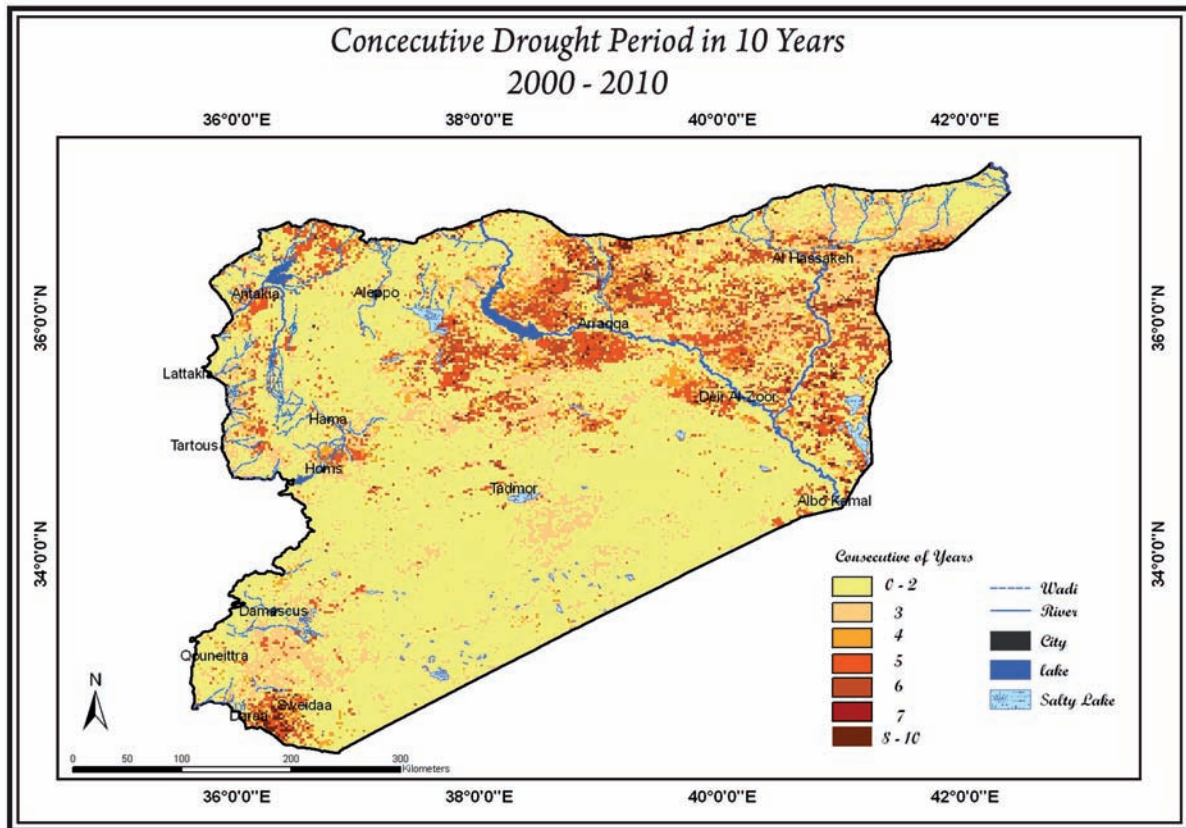 Concecutive Drought Period in 10 Years
2000 - 2010
36°0'0"E 38°0'0"E 40°0'0"E 42°0'0"E
36°0'0"N
36°0'0"N
34°0'0"N
34°0'0"N
Al Hassakeh
Antakia
Aleppo
Arraqqa
Lattakia
Deir Al Zoor
Hama
Tartous
Homs
Tadmor
Albo Kamal
Damascus
Qouneittra
Sweidaa
Daraa
Consecutive of Years
0 - 2
3
4
5
6
7
8 - 10
Wadi
River
City
lake
Salty Lake
N
0 50 100 200 300
Kilometers
36°0'0"E 38°0'0"E 40°0'0"E 42°0'0"E